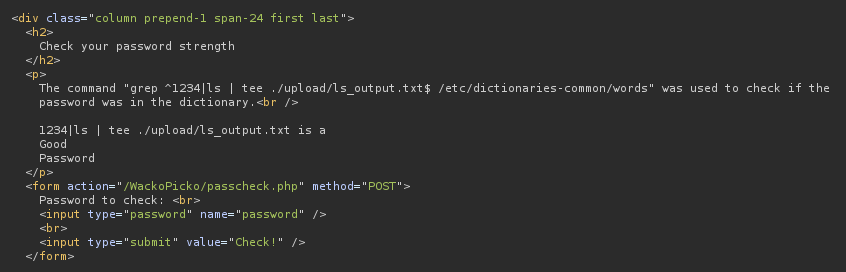 <div class="column prepend-1 span-24 first last">
<h2>
Check your password strength
</h2>
<p>
The command "grep ^1234|ls | tee ./upload/ls_output.txt$ /etc/dictionaries-common/words" was used to check if the
password was in the dictionary.<br />
1234|ls | tee ./upload/ls_output.txt is a
Good
Password
</p>
<form action="/WackoPicko/passcheck.php" method="POST">
Password to check: <br>
<input type="password" name="password" />
<br>
<input type="submit" value="Check!" />
</form>